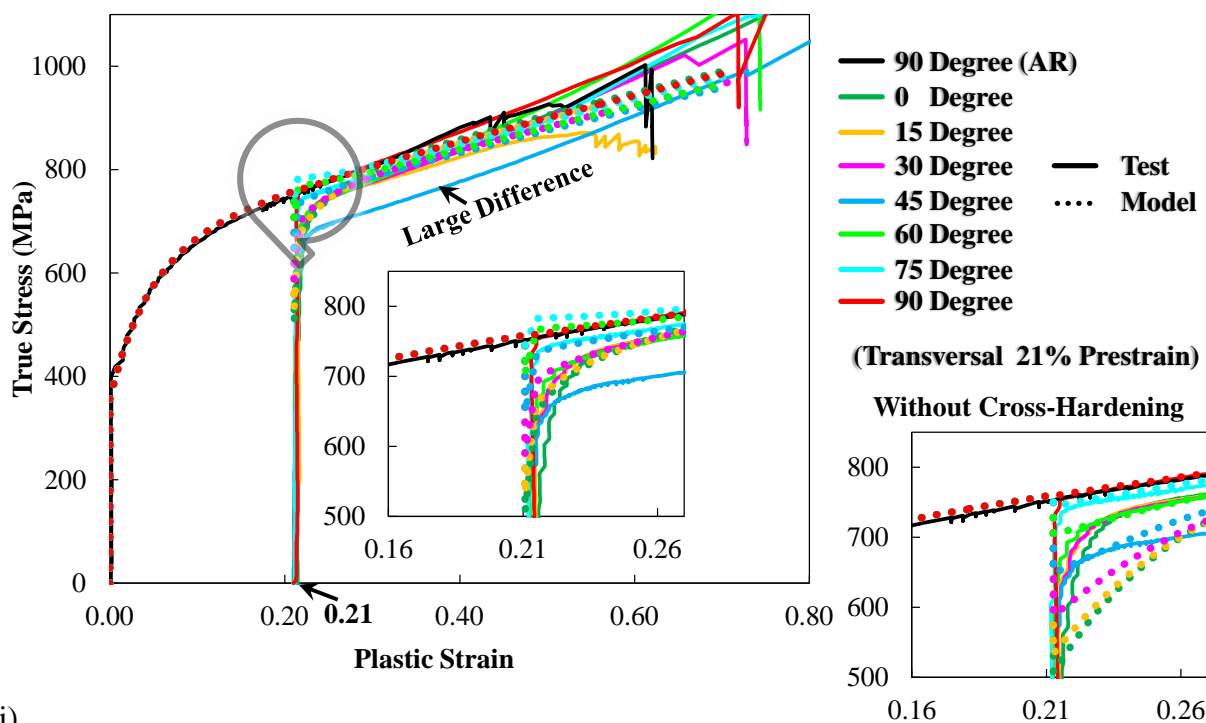 1000
800
600
400
200
0
True Stress (MPa)
0.00
0.20
0.40
0.60
0.80
0.21
Plastic Strain
Large Difference
800
700
600
500
0.16
0.21
0.26
90 Degree (AR)
0 Degree
15 Degree
30 Degree
45 Degree
60 Degree
75 Degree
90 Degree
Test
Model
(Transversal 21% Prestrain)
Without Cross-Hardening
800
700
600
500
0.16
0.21
0.26
i)